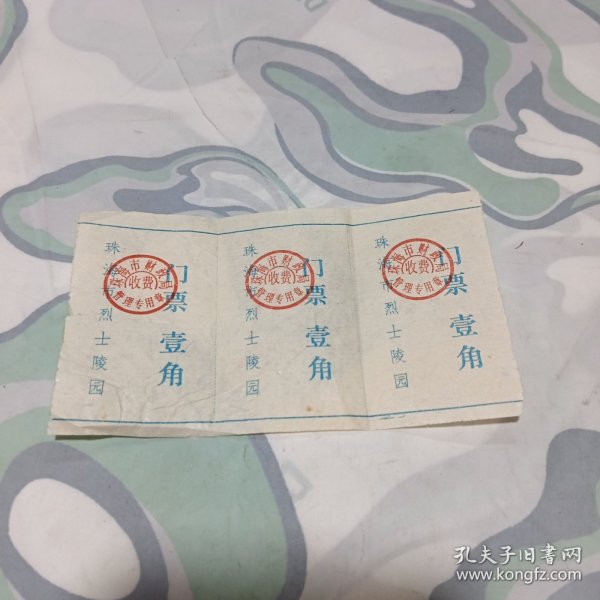 珠海市烈士陵园
门票壹角
珠海市财政局
收费
管理专用章
珠海市烈士陵园
门票壹角
珠海市财政局
收费
管理专用章
珠海市烈士陵园
门票壹角
珠海市财政局
收费
管理专用章
孔夫子旧书网
www.kongfz.com